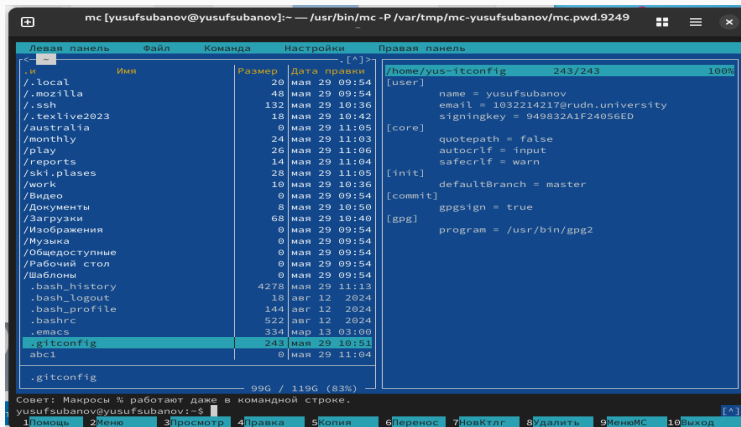 mc [yusufsubanov@yusufsubanov]:~ — /usr/bin/mc -P /var/tmp/mc-yusufsubanov/mc.pwd.9249
Левая панель Файл Команда Настройки Правая панель
<— ~ .[^]>
.и Имя Размер Дата правки
/.local 20 мая 29 09:54
/.mozilla 48 мая 29 09:54
/.ssh 132 мая 29 10:36
/.texlive2023 18 мая 29 10:42
/australia 0 мая 29 11:05
/monthly 24 мая 29 11:03
/play 26 мая 29 11:06
/reports 14 мая 29 11:04
/ski.plases 28 мая 29 11:05
/work 10 мая 29 10:36
/Видео 0 мая 29 09:54
/Документы 8 мая 29 10:50
/Загрузки 68 мая 29 10:40
/Изображения 0 мая 29 09:54
/Музыка 0 мая 29 09:54
/Общедоступные 0 мая 29 09:54
/Рабочий стол 0 мая 29 09:54
/Шаблоны 0 мая 29 09:54
.bash_history 4278 мая 29 11:13
.bash_logout 18 авг 12 2024
.bash_profile 144 авг 12 2024
.bashrc 522 авг 12 2024
.emacs 334 мар 13 03:00
.gitconfig 243 мая 29 10:51
abc1 0 мая 29 11:04
.gitconfig
99G / 119G (83%)
/home/yus~itconfig 243/243 100%
[user]
name = yusufsubanov
email = 1032214217@rudn.university
signingkey = 949832A1F24056ED
[core]
quotepath = false
autocrlf = input
safecrlf = warn
[init]
defaultBranch = master
[commit]
gpgsign = true
[gpg]
program = /usr/bin/gpg2
Совет: Макросы % работают даже в командной строке.
yusufsubanov@yusufsubanov:~$ [^]
1Помощь 2Меню 3Просмотр 4Правка 5Копия 6Перенос 7НовКтлг 8Удалить 9МенюМС 10Выход